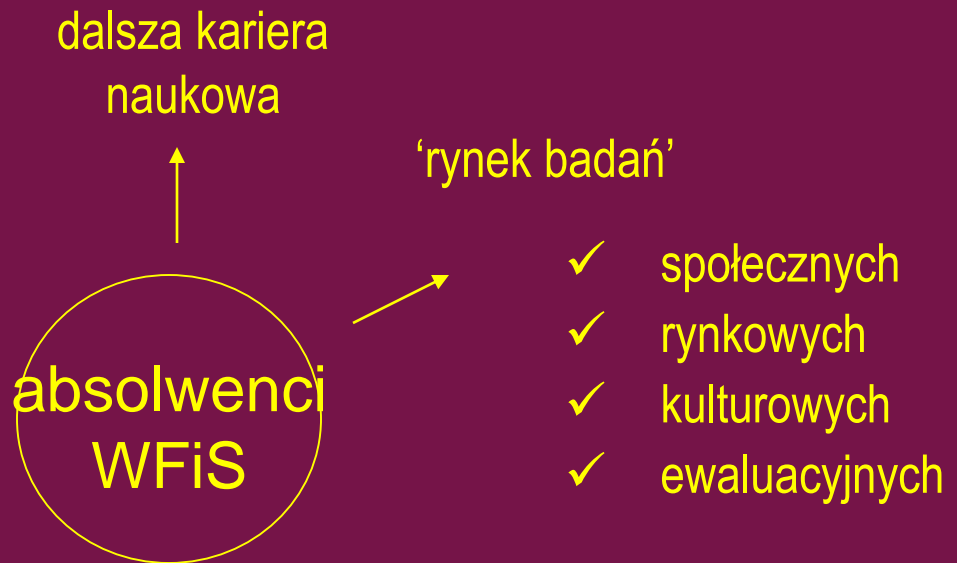 dalsza kariera
naukowa
‘rynek badań’
✓ społecznych
✓ rynkowych
✓ kulturowych
✓ ewaluacyjnych
absolwenci
WFiS